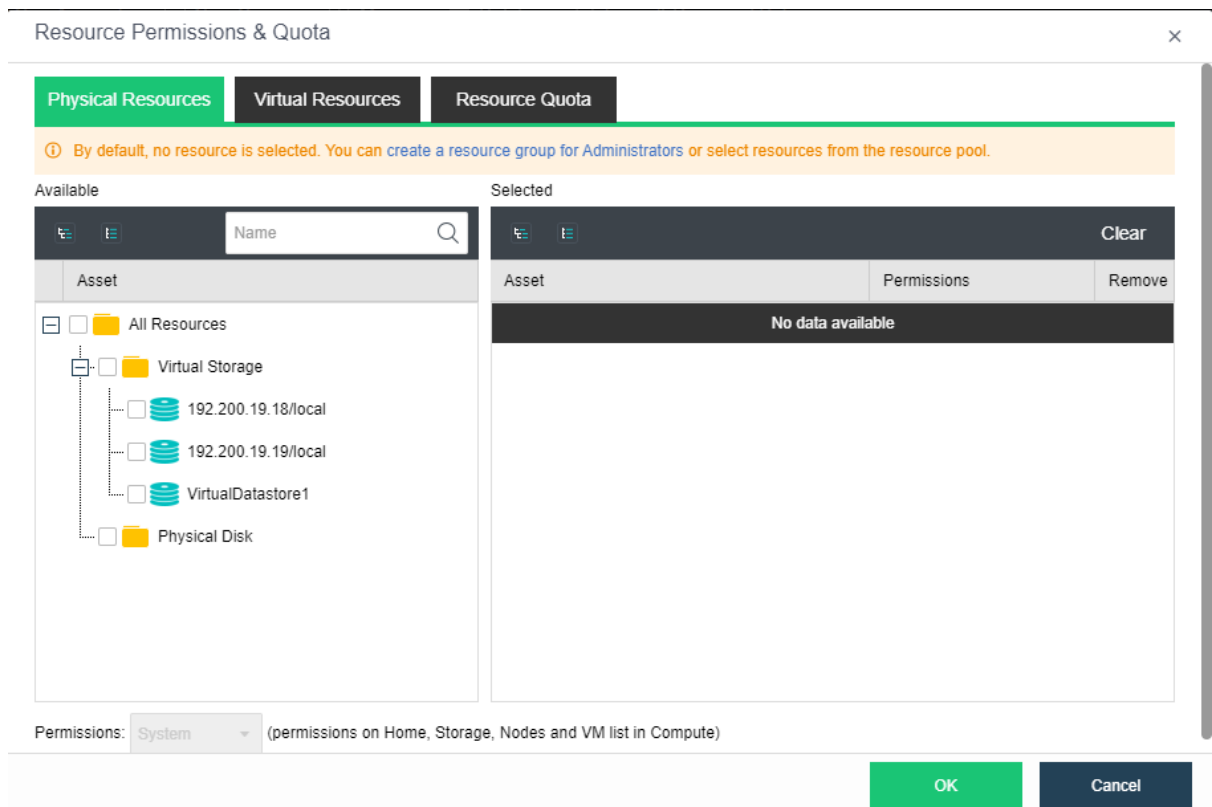 Resource Permissions & Quota
Physical Resources
Virtual Resources
Resource Quota
By default, no resource is selected. You can create a resource group for Administrators or select resources from the resource pool.
Available
Selected
Name
Clear
Asset
Asset
Permissions
Remove
All Resources
No data available
Virtual Storage
192.200.19.18/local
192.200.19.19/local
VirtualDatastore1
Physical Disk
Permissions: System (permissions on Home, Storage, Nodes and VM list in Compute)
OK
Cancel